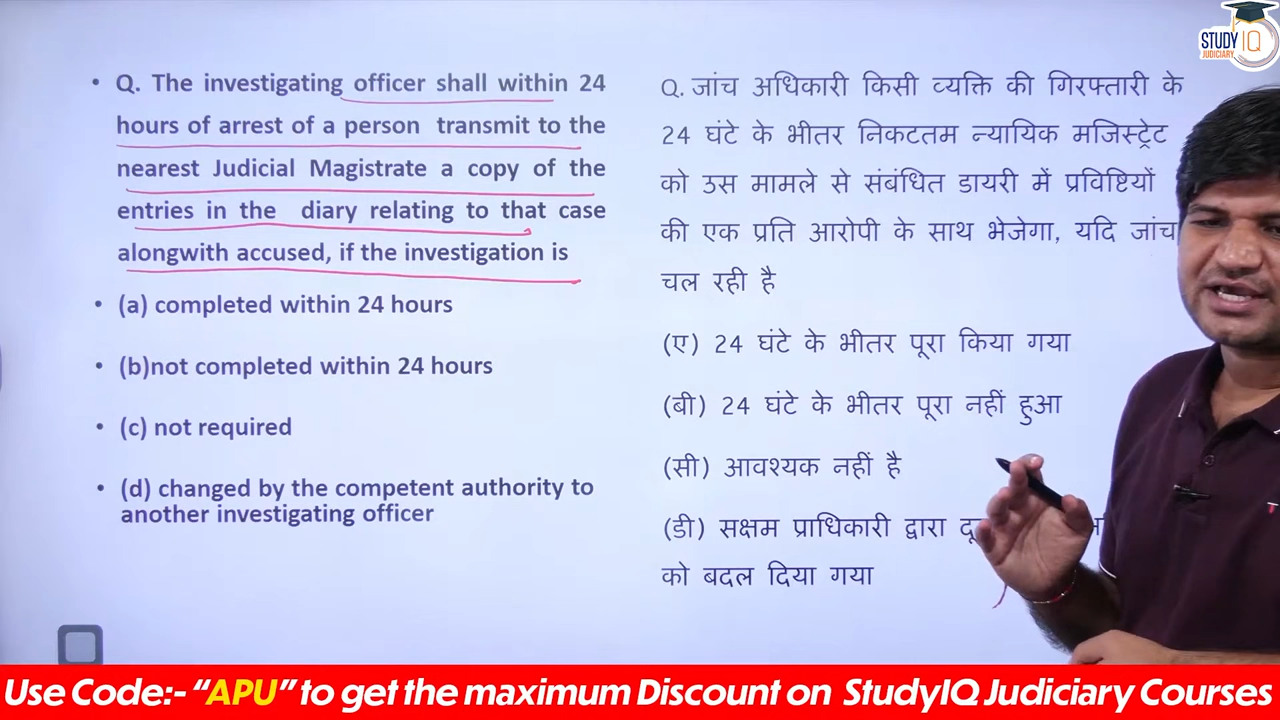 STUDY IQ
JUDICIARY
• Q. The investigating officer shall within 24
hours of arrest of a person transmit to the
nearest Judicial Magistrate a copy of the
entries in the diary relating to that case
alongwith accused, if the investigation is
• (a) completed within 24 hours
• (b)not completed within 24 hours
• (c) not required
• (d) changed by the competent authority to
another investigating officer
Q. जांच अधिकारी किसी व्यक्ति की गिरफ्तारी के
24 घंटे के भीतर निकटतम न्यायिक मजिस्ट्रेट
को उस मामले से संबंधित डायरी में प्रविष्टियों
की एक प्रति आरोपी के साथ भेजेगा, यदि जांच
चल रही है
(ए) 24 घंटे के भीतर पूरा किया गया
(बी) 24 घंटे के भीतर पूरा नहीं हुआ
(सी) आवश्यक नहीं है
(डी) सक्षम प्राधिकारी द्वारा
को बदल दिया गया
Use Code:- “APU” to get the maximum Discount on StudyIQ Judiciary Courses